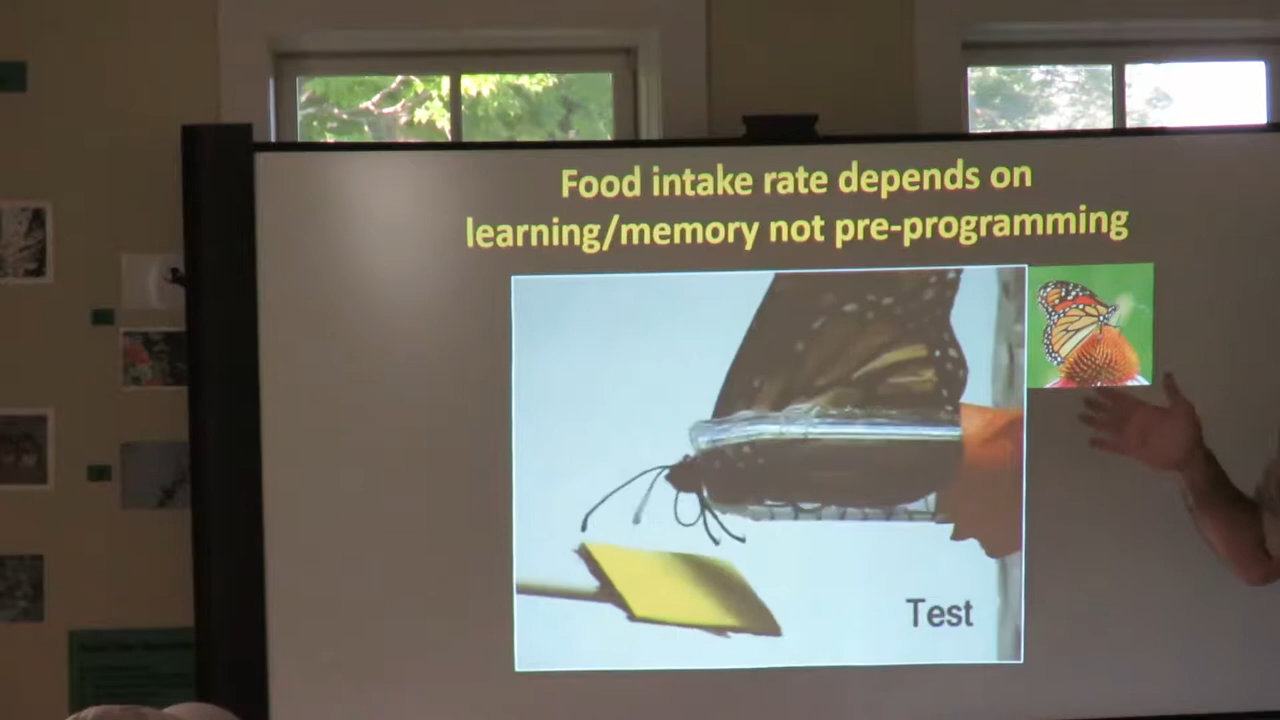 Food intake rate depends on
learning/memory not pre-programming
Test